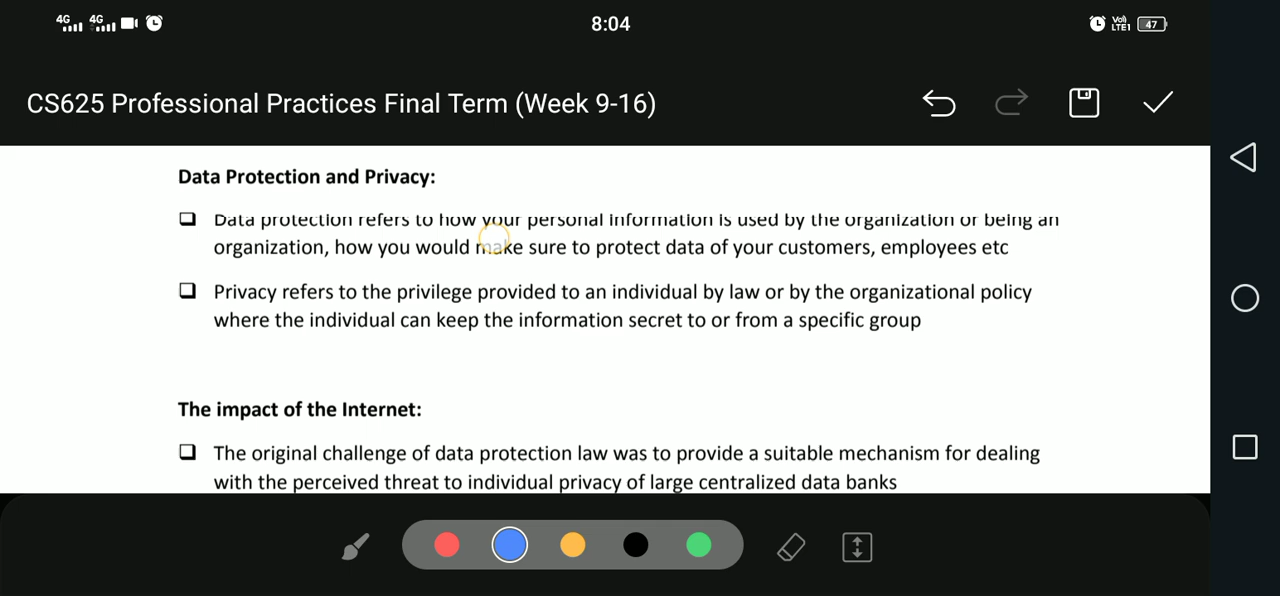 4G 4G 8:04 Vo) LTE1 47
CS625 Professional Practices Final Term (Week 9-16)
Data Protection and Privacy:
Data protection refers to how your personal information is used by the organization or being an
organization, how you would make sure to protect data of your customers, employees etc
Privacy refers to the privilege provided to an individual by law or by the organizational policy
where the individual can keep the information secret to or from a specific group
The impact of the Internet:
The original challenge of data protection law was to provide a suitable mechanism for dealing
with the perceived threat to individual privacy of large centralized data banks